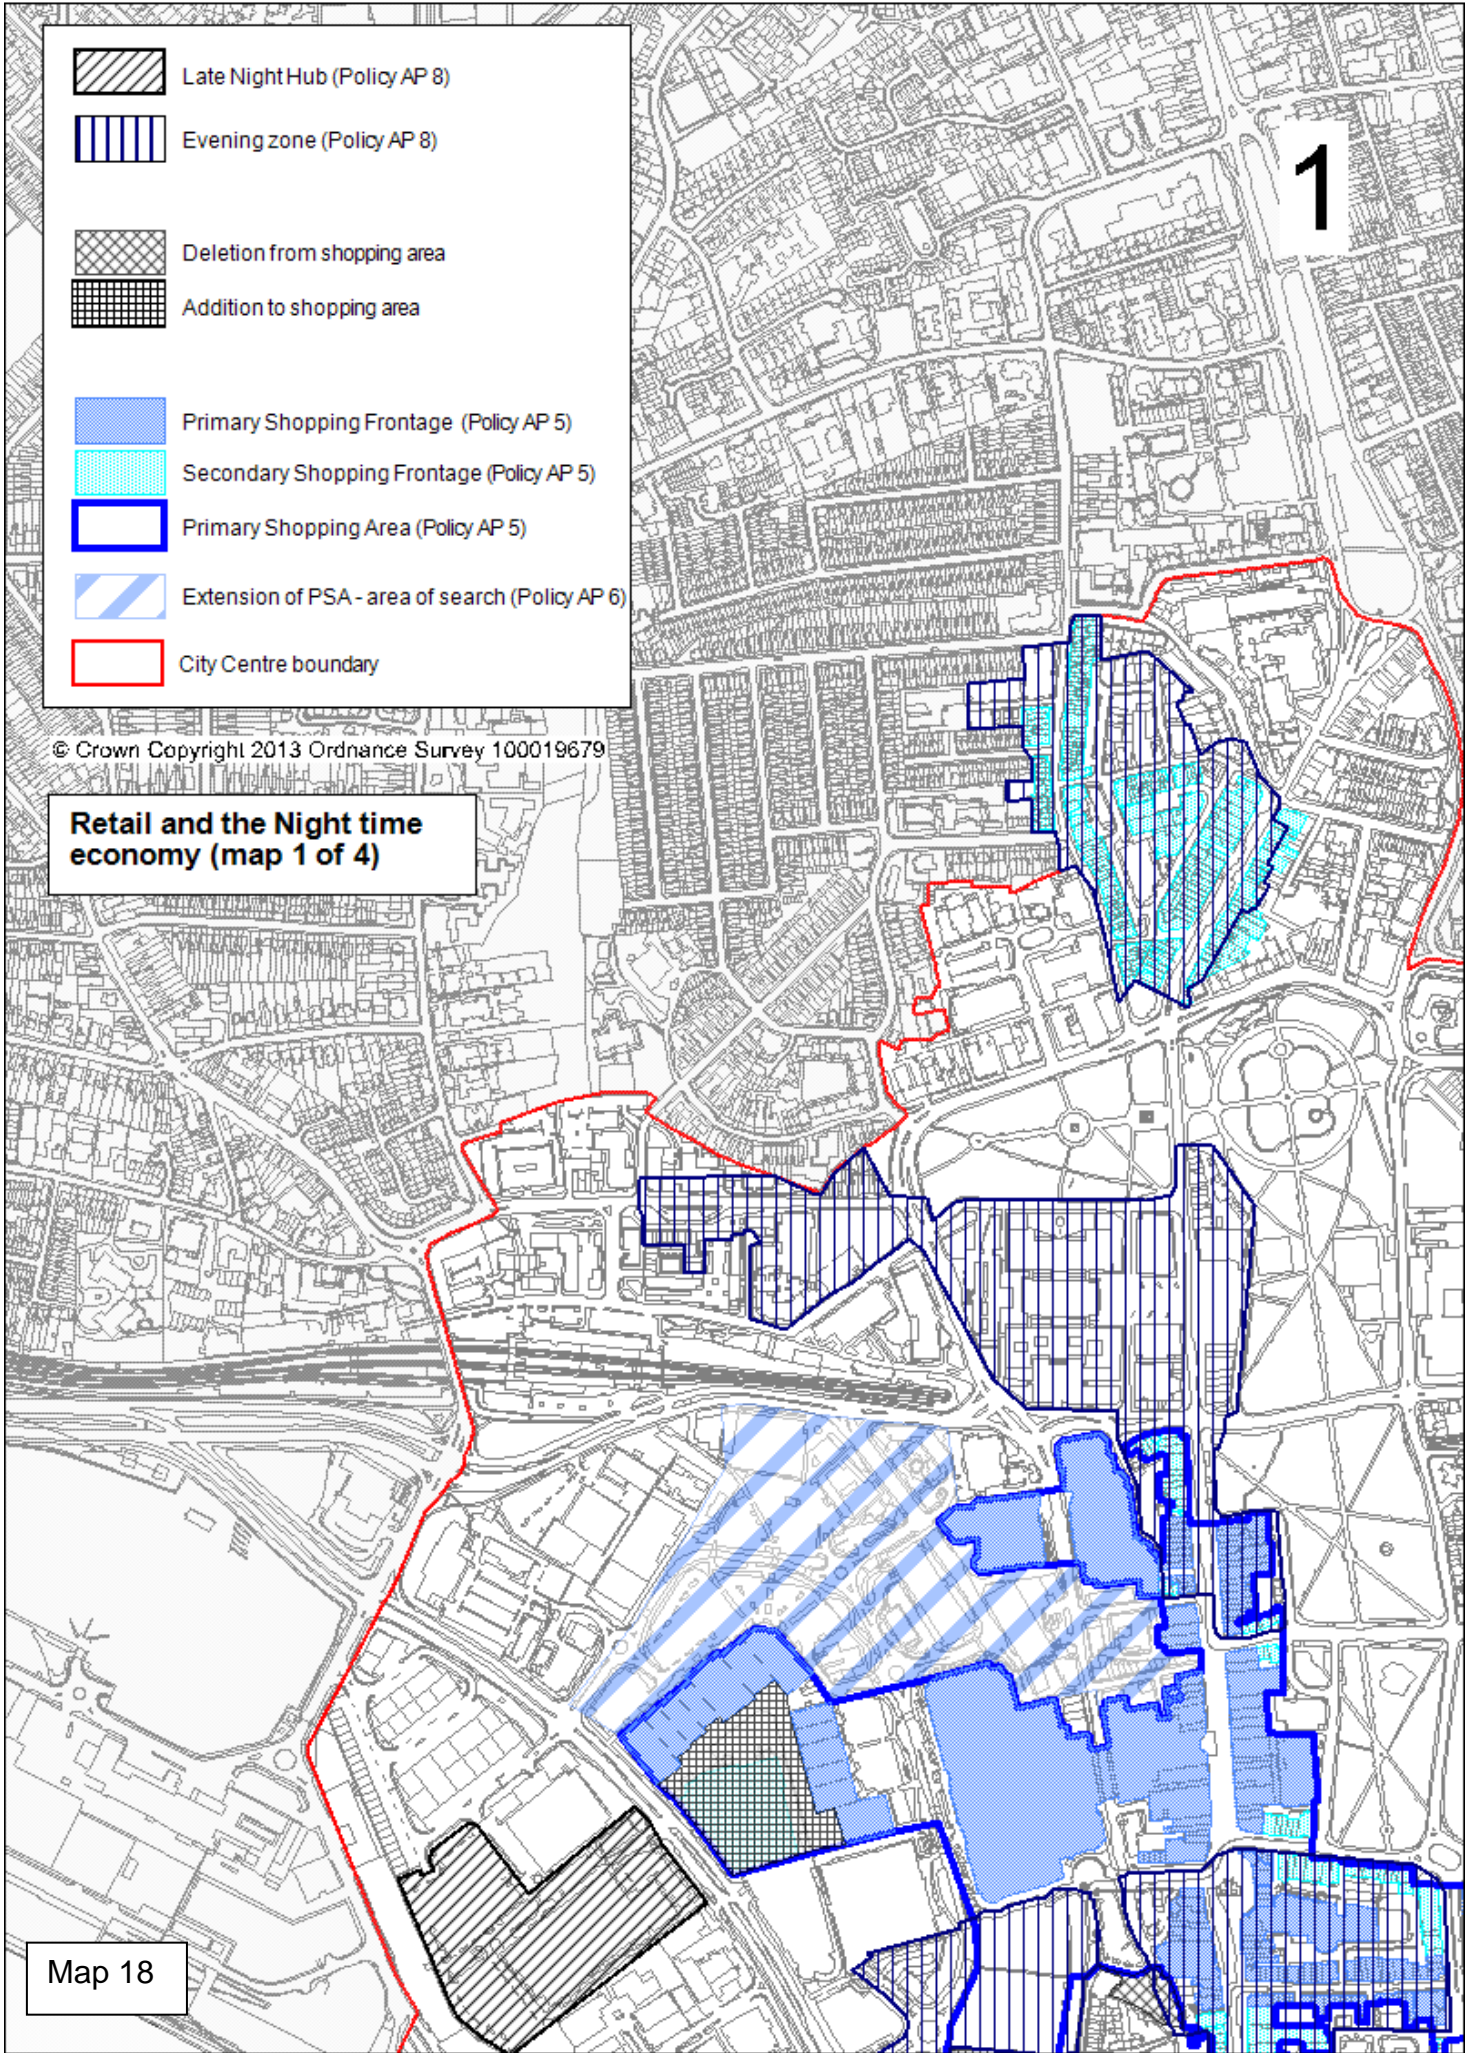 Late Night Hub (Policy AP 8)
Evening zone (Policy AP 8)
Deletion from shopping area
Addition to shopping area
Primary Shopping Frontage (Policy AP 5)
Secondary Shopping Frontage (Policy AP 5)
Primary Shopping Area (Policy AP 5)
Extension of PSA - area of search (Policy AP 6)
City Centre boundary
1
© Crown Copyright 2013 Ordnance Survey 100019679
Retail and the Night time
economy (map 1 of 4)
Map 18